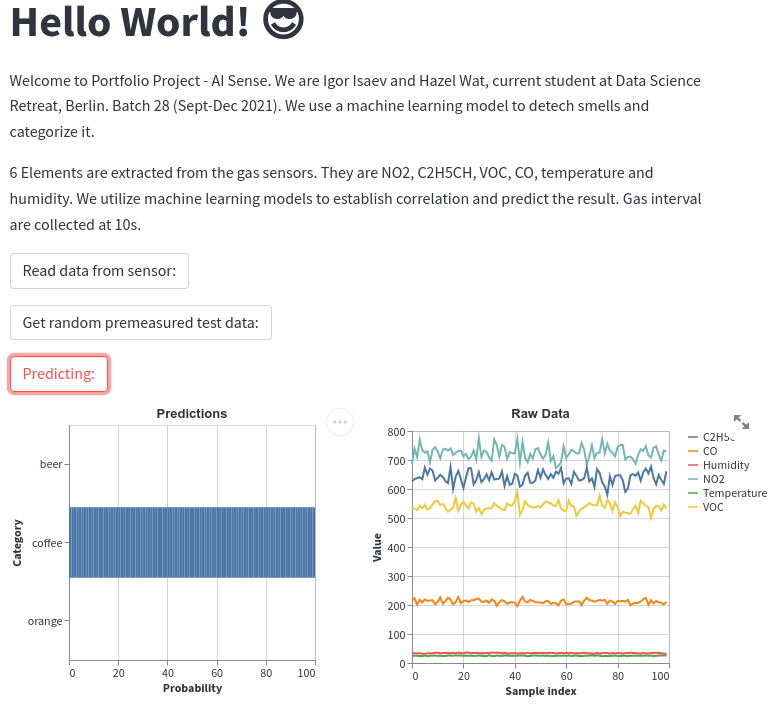 Hello World! 😎
Welcome to Portfolio Project - AI Sense. We are Igor Isaev and Hazel Wat, current student at Data Science
Retreat, Berlin. Batch 28 (Sept-Dec 2021). We use a machine learning model to detech smells and
categorize it.
6 Elements are extracted from the gas sensors. They are NO2, C2H5CH, VOC, CO, temperature and
humidity. We utilize machine learning models to establish correlation and predict the result. Gas interval
are collected at 10s.
Read data from sensor:
Get random premeasured test data:
Predicting:
Predictions
Category
beer
coffee
orange
0 20 40 60 80 100
Probability
Raw Data
Value
800
700
600
500
400
300
200
100
0
0 20 40 60 80 100
Sample index
CO
Humidity
NO2
Temperature
VOC